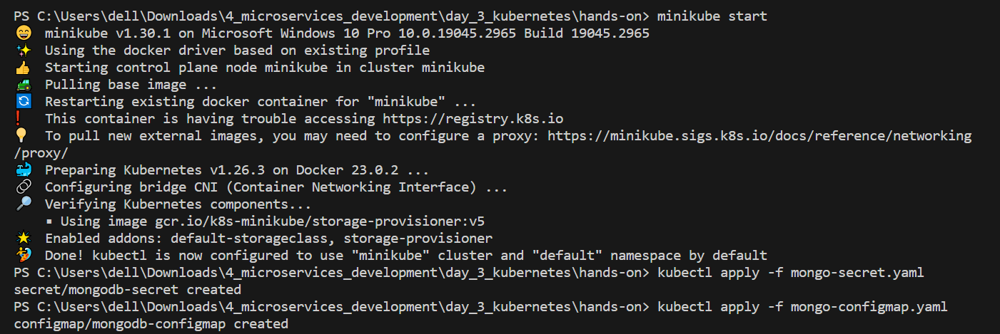 PS C:\Users\dell\Downloads\4_microservices_development\day_3_kubernetes\hands-on> minikube start
😄  minikube v1.30.1 on Microsoft Windows 10 Pro 10.0.19045.2965 Build 19045.2965
✨  Using the docker driver based on existing profile
👍  Starting control plane node minikube in cluster minikube
🚜  Pulling base image ...
🔄  Restarting existing docker container for "minikube" ...
❗  This container is having trouble accessing https://registry.k8s.io
💡  To pull new external images, you may need to configure a proxy: https://minikube.sigs.k8s.io/docs/reference/networking
/proxy/
🐳  Preparing Kubernetes v1.26.3 on Docker 23.0.2 ...
🔗  Configuring bridge CNI (Container Networking Interface) ...
🔎  Verifying Kubernetes components...
    ▪ Using image gcr.io/k8s-minikube/storage-provisioner:v5
🌟  Enabled addons: default-storageclass, storage-provisioner
🏄  Done! kubectl is now configured to use "minikube" cluster and "default" namespace by default
PS C:\Users\dell\Downloads\4_microservices_development\day_3_kubernetes\hands-on> kubectl apply -f mongo-secret.yaml
secret/mongodb-secret created
PS C:\Users\dell\Downloads\4_microservices_development\day_3_kubernetes\hands-on> kubectl apply -f mongo-configmap.yaml
configmap/mongodb-configmap created